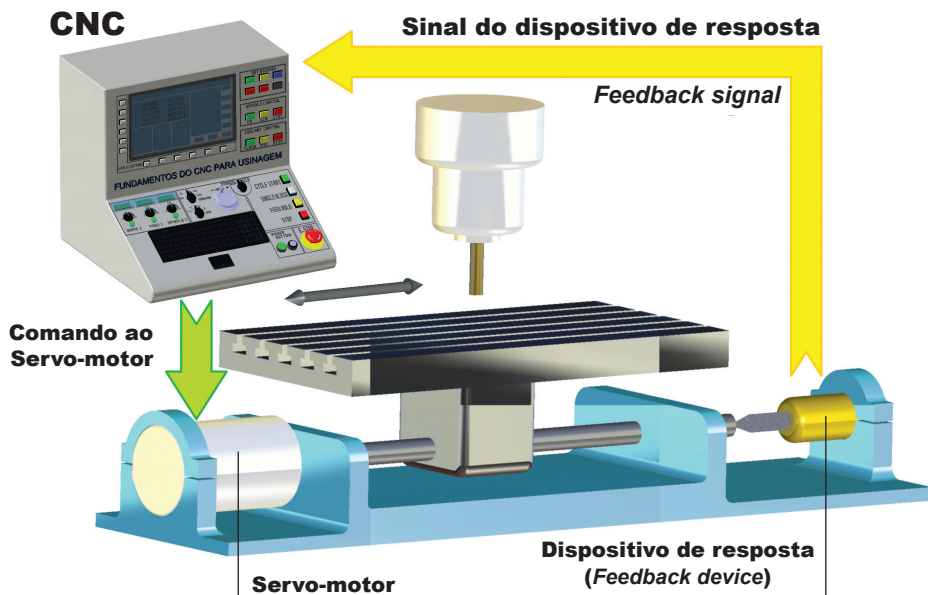 CNC
Sinal do dispositivo de resposta
Feedback signal
FUNDAMENTOS DO CNC PARA USINAGEM
CYCLE START
SINGLE BLOCK
FEED HOLD
STOP
Comando ao
Servo-motor
Servo-motor
Dispositivo de resposta
(Feedback device)